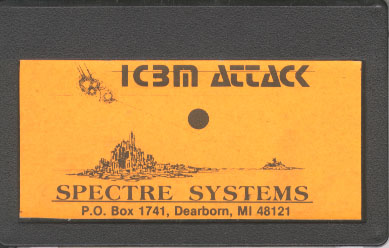 ICBM ATTACK
SPECTRE SYSTEMS
P.O. Box 1741, Dearborn, MI 48121